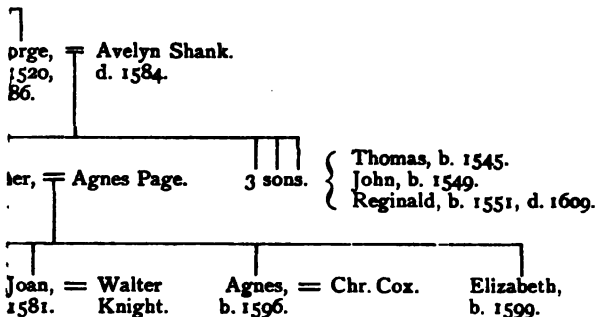 orge, = Avelyn Shank.
1520, d. 1584.
86.
er, = Agnes Page. 3 sons. { Thomas, b. 1545.
John, b. 1549.
Reginald, b. 1551, d. 1609.
Joan, = Walter Agnes, = Chr. Cox. Elizabeth,
1581. Knight. b. 1596. b. 1599.